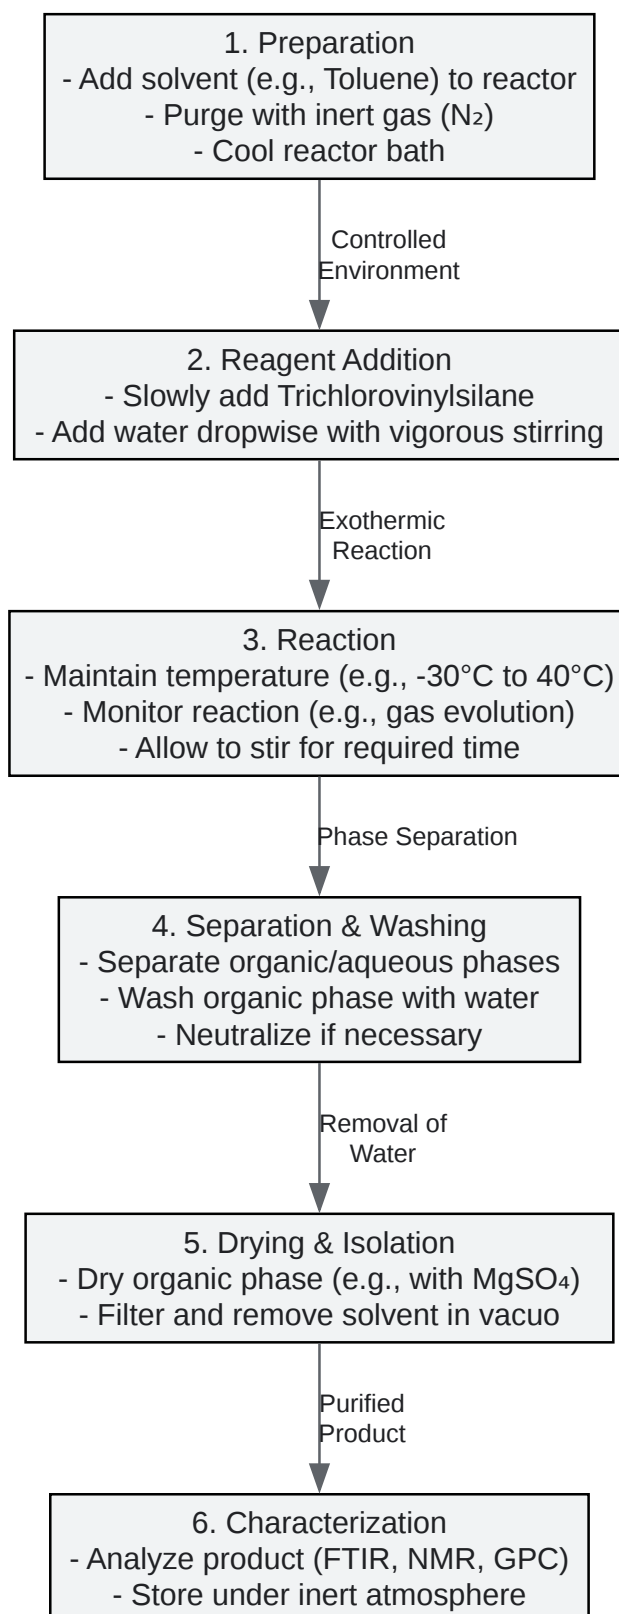 1. Preparation
- Add solvent (e.g., Toluene) to reactor
- Purge with inert gas (N₂)
- Cool reactor bath
Controlled
Environment
2. Reagent Addition
- Slowly add Trichlorovinylsilane
- Add water dropwise with vigorous stirring
Exothermic
Reaction
3. Reaction
- Maintain temperature (e.g., -30°C to 40°C)
- Monitor reaction (e.g., gas evolution)
- Allow to stir for required time
Phase Separation
4. Separation & Washing
- Separate organic/aqueous phases
- Wash organic phase with water
- Neutralize if necessary
Removal of
Water
5. Drying & Isolation
- Dry organic phase (e.g., with MgSO₄)
- Filter and remove solvent in vacuo
Purified
Product
6. Characterization
- Analyze product (FTIR, NMR, GPC)
- Store under inert atmosphere